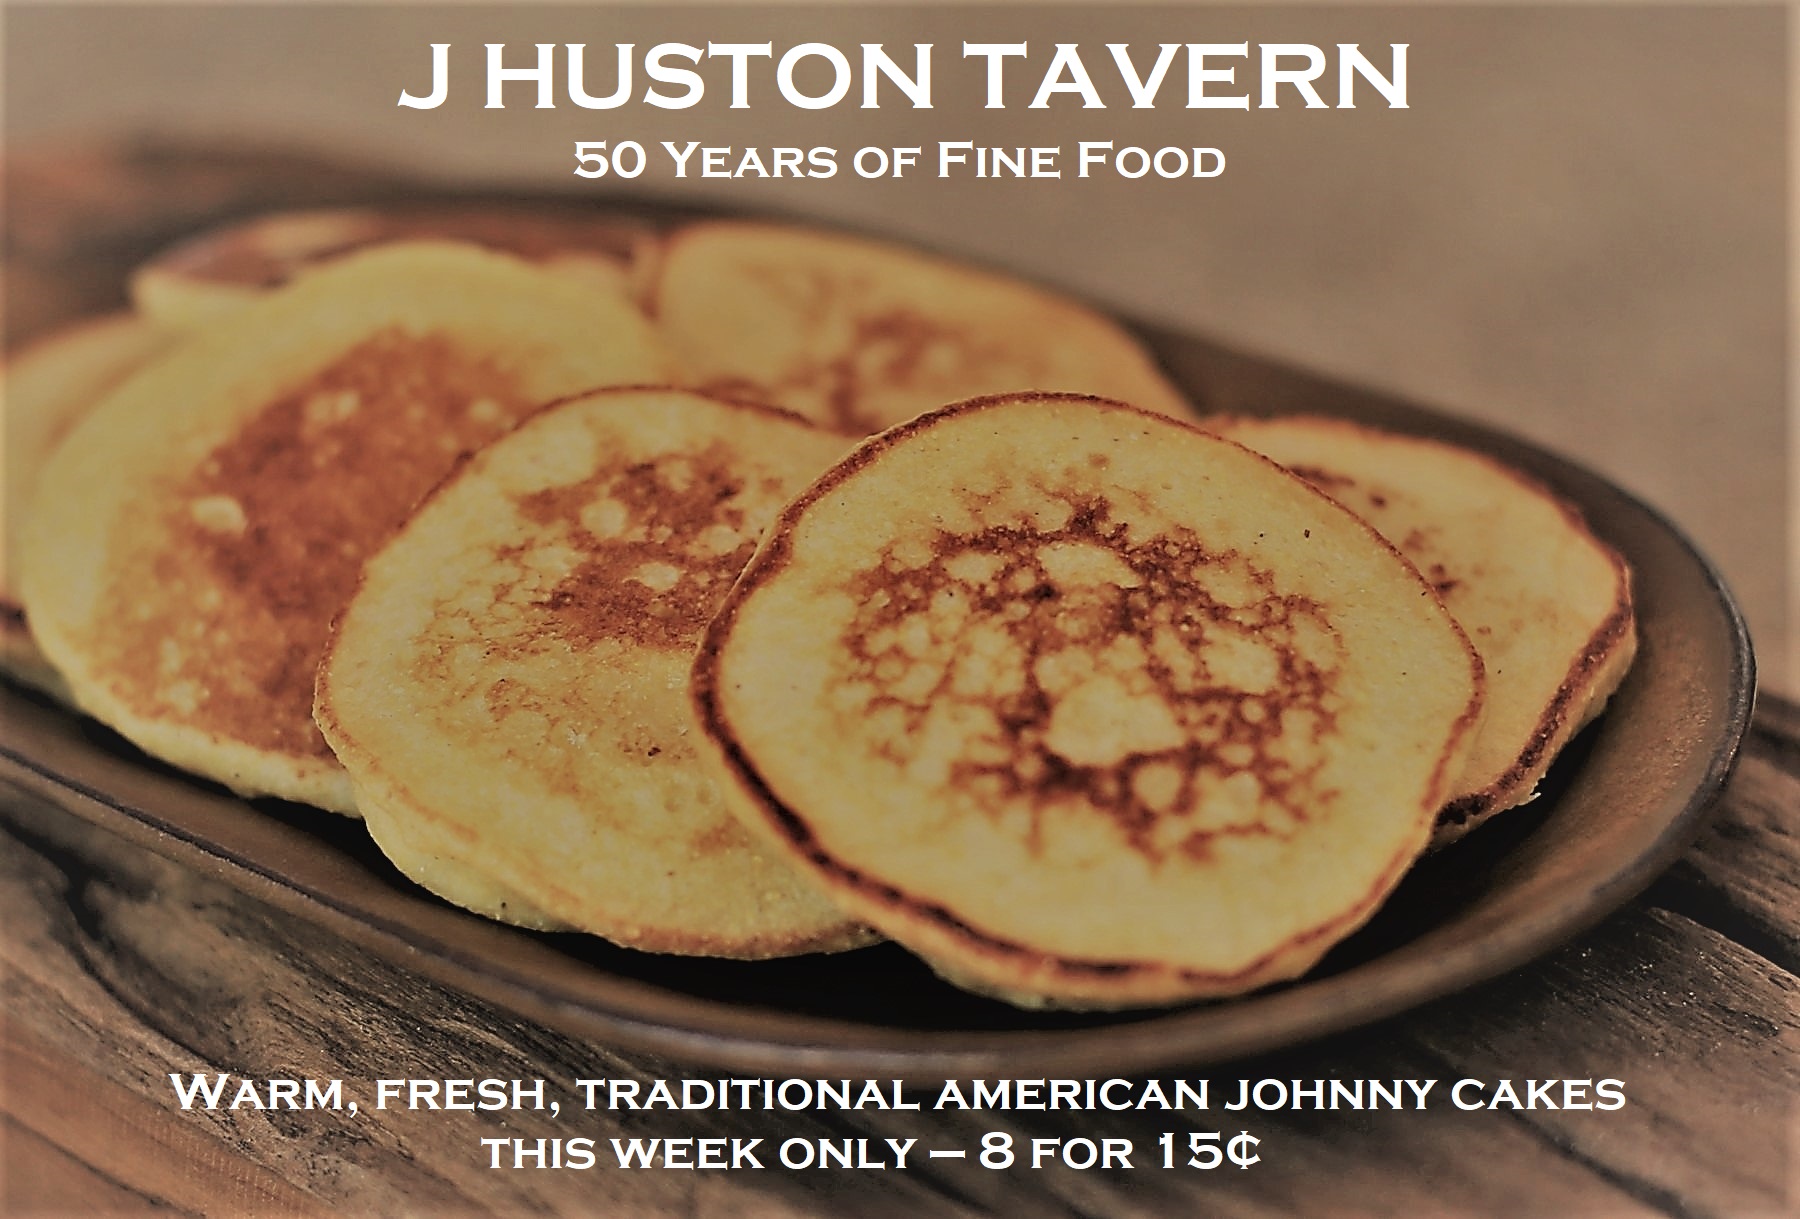 J HUSTON TAVERN
50 YEARS OF FINE FOOD
WARM, FRESH, TRADITIONAL AMERICAN JOHNNY CAKES
THIS WEEK ONLY – 8 FOR 15¢